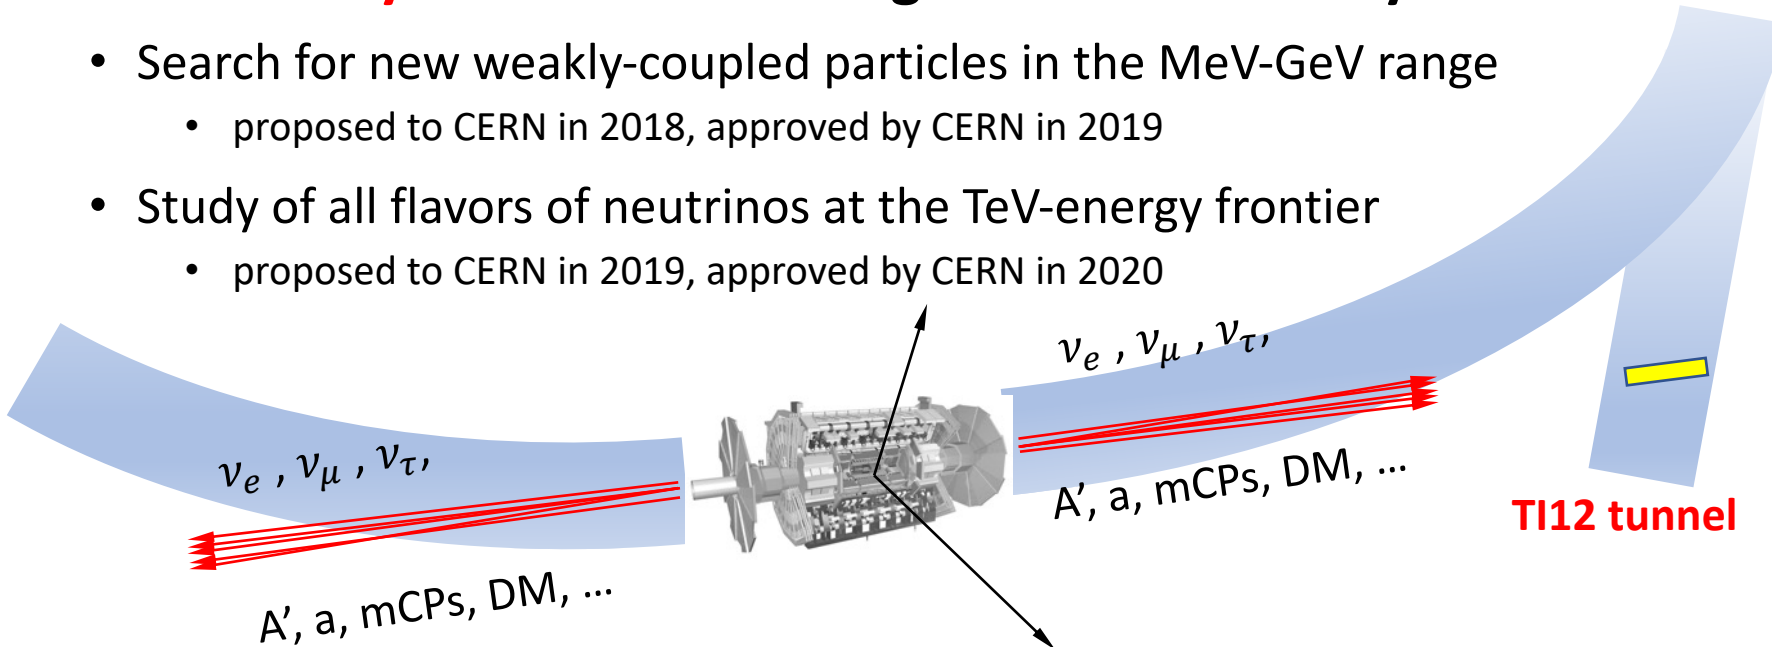 • Search for new weakly-coupled particles in the MeV-GeV range
• proposed to CERN in 2018, approved by CERN in 2019
• Study of all flavors of neutrinos at the TeV-energy frontier
• proposed to CERN in 2019, approved by CERN in 2020
νe , νμ , ντ,
νe , νμ , ντ,
A’, a, mCPs, DM, …
TI12 tunnel
A’, a, mCPs, DM, …